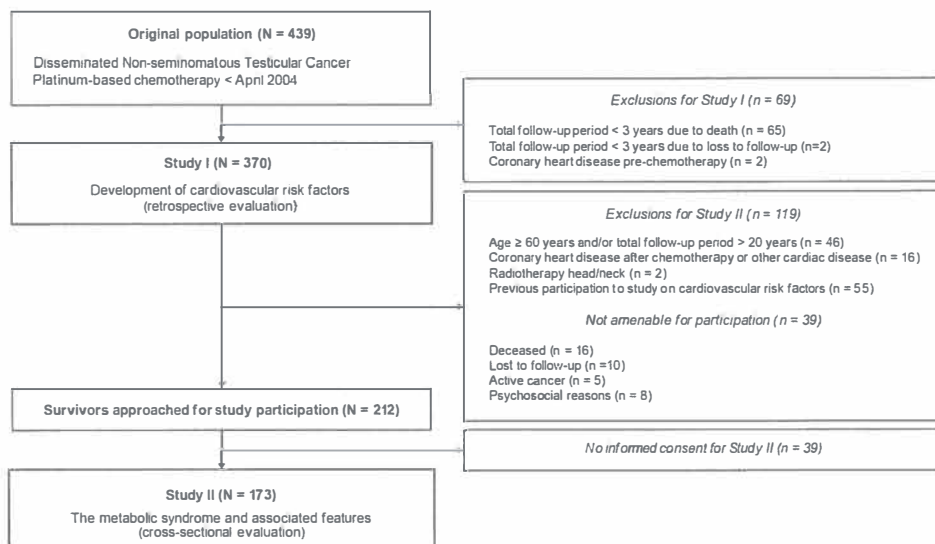 Original population (N = 439)
Disseminated Non-seminomatous Testicular Cancer
Platinum-based chemotherapy < April 2004
Exclusions for Study I (n = 69)
Total follow-up period < 3 years due to death (n = 65)
Total follow-up period < 3 years due to loss to follow-up (n=2)
Coronary heart disease pre-chemotherapy (n = 2)
Study I (N = 370)
Development of cardiovascular risk factors
(retrospective evaluation)
Exclusions for Study II (n = 119)
Age ≥ 60 years and/or total follow-up period > 20 years (n = 46)
Coronary heart disease after chemotherapy or other cardiac disease (n = 16)
Radiotherapy head/neck (n = 2)
Previous participation to study on cardiovascular risk factors (n = 55)
Not amenable for participation (n = 39)
Deceased (n = 16)
Lost to follow-up (n =10)
Active cancer (n = 5)
Psychosocial reasons (n = 8)
Survivors approached for study participation (N = 212)
No informed consent for Study II (n = 39)
Study II (N = 173)
The metabolic syndrome and associated features
(cross-sectional evaluation)